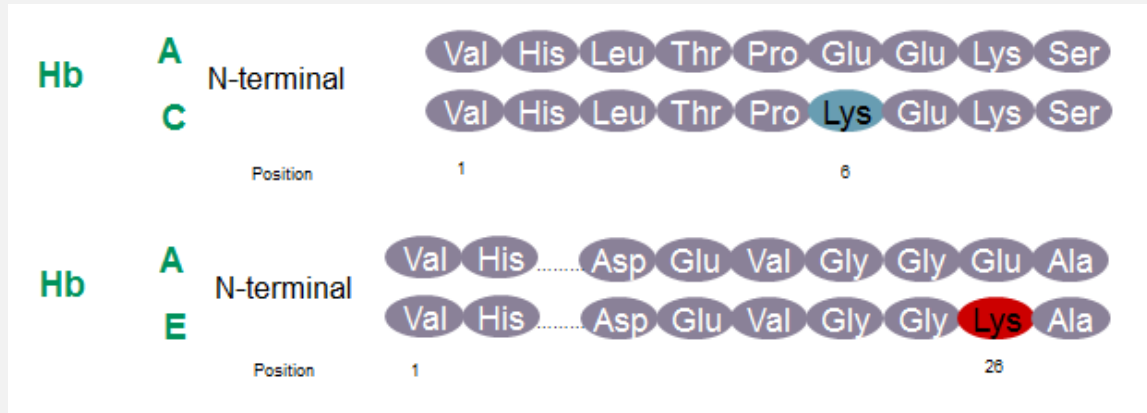 A Val His Leu Thr Pro Glu Glu Lys Ser
Hb N-terminal
C Val His Leu Thr Pro Lys Glu Lys Ser
Position 1 6
A Val His ......... Asp Glu Val Gly Gly Glu Ala
Hb N-terminal
E Val His ......... Asp Glu Val Gly Gly Lys Ala
Position 1 26